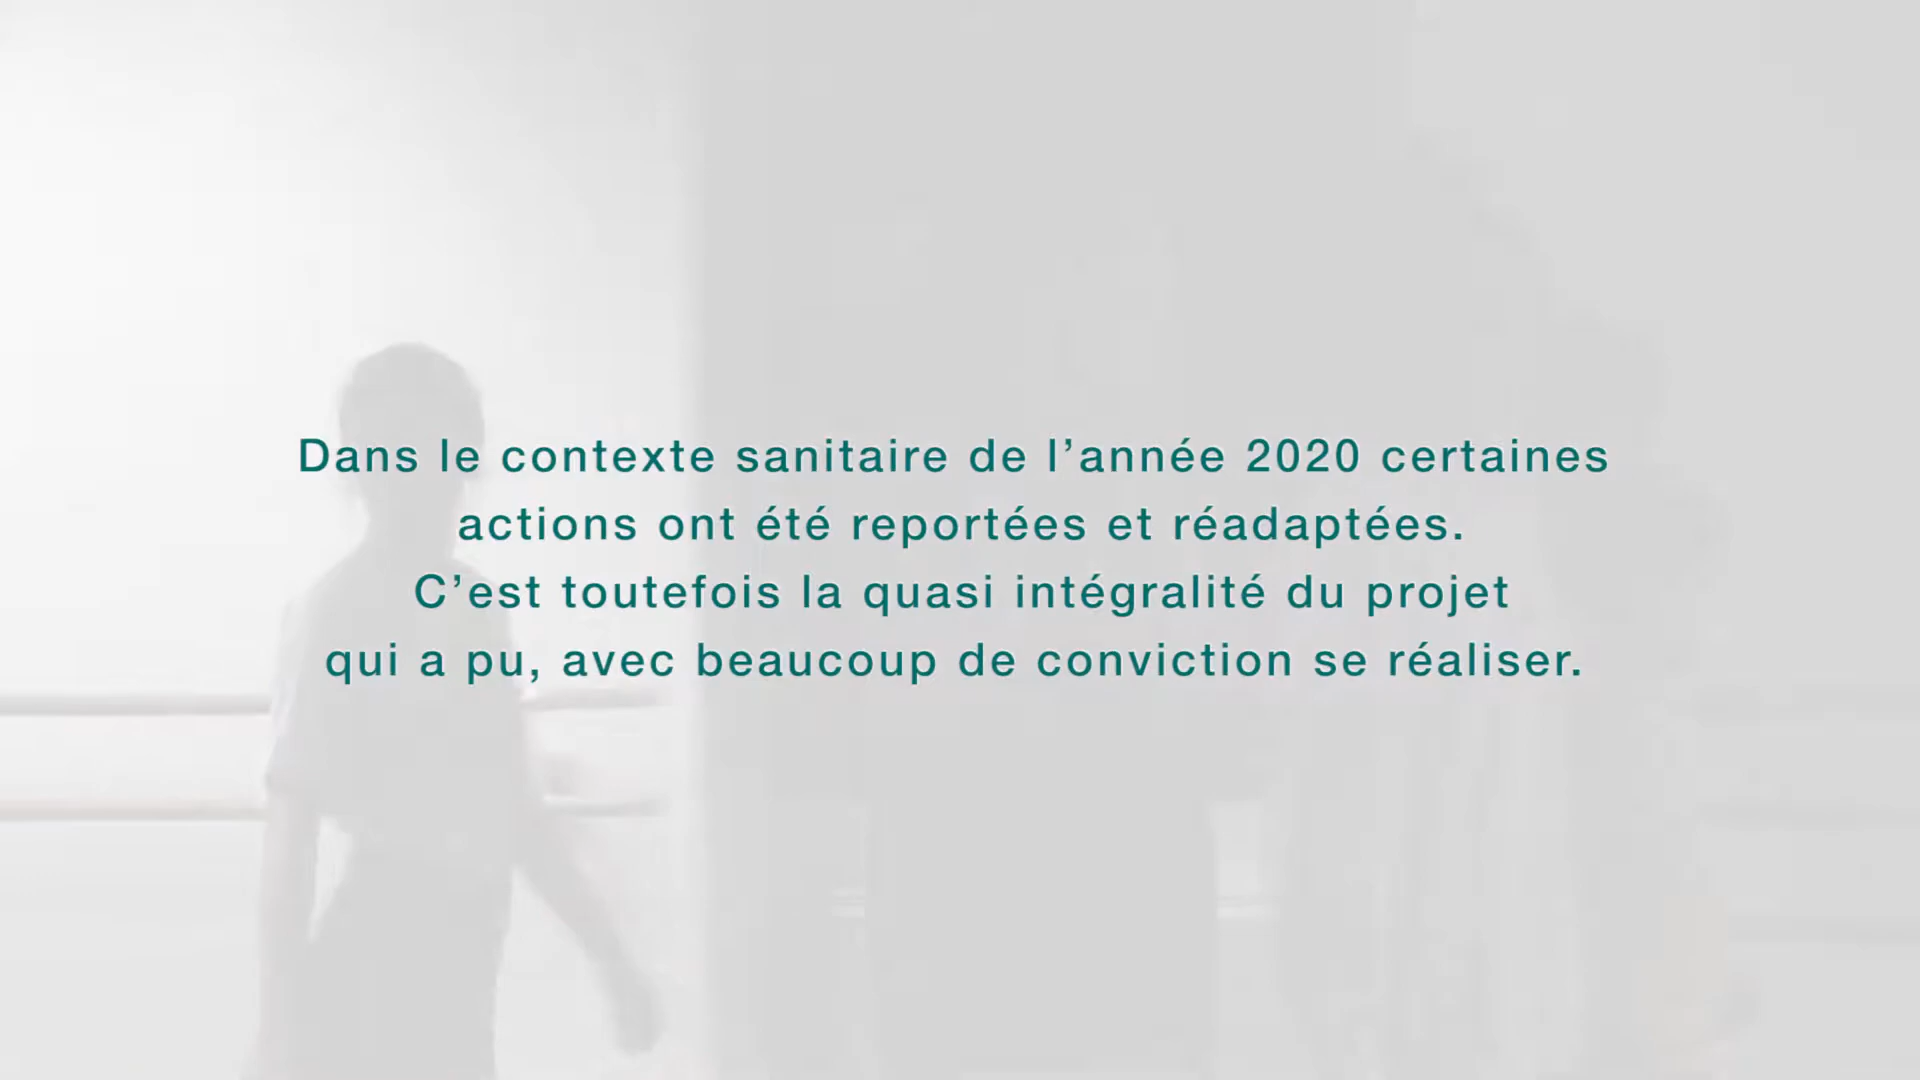 Dans le contexte sanitaire de l’année 2020 certaines
actions ont été reportées et réadaptées.
C’est toutefois la quasi intégralité du projet
qui a pu, avec beaucoup de conviction se réaliser.